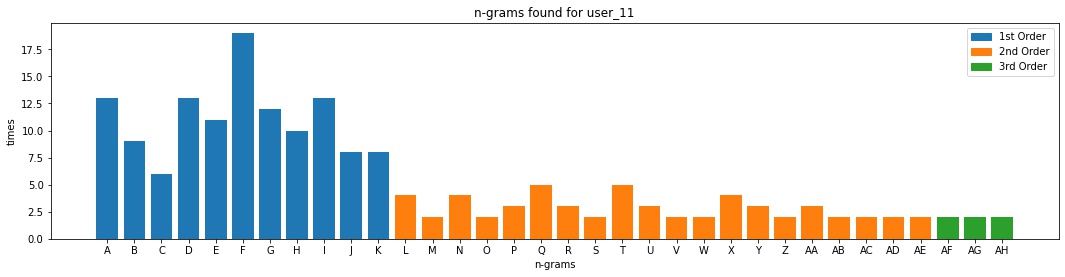 n-grams found for user_11
1st Order
2nd Order
3rd Order
times
17.5
15.0
12.5
10.0
7.5
5.0
2.5
0.0
A B C D E F G H I J K L M N O P Q R S T U V W X Y Z AA AB AC AD AE AF AG AH
n-grams